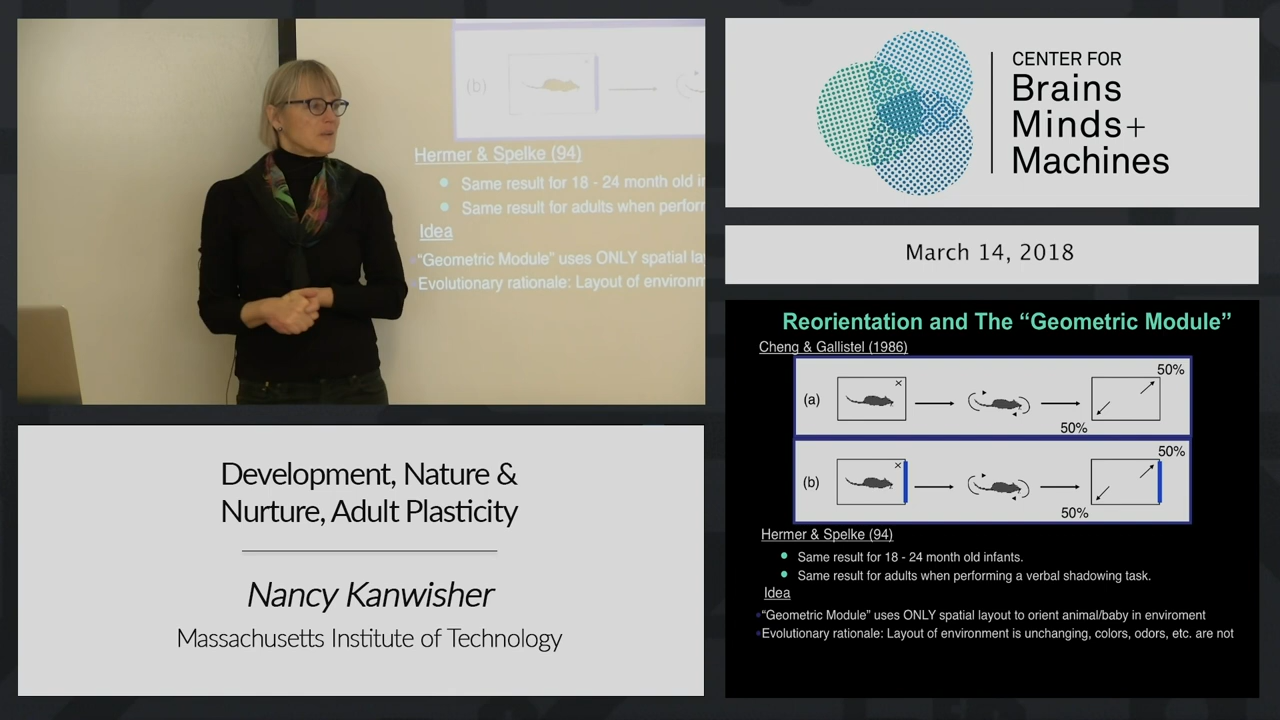 (b)
Hermer & Spelke (94)
Same result for 18 - 24 month old
Same result for adults when
Idea
"Geometric Module" uses ONLY spatial
Evolutionary rationale: Layout of
CENTER FOR
Brains
Minds+
Machines
March 14, 2018
Development, Nature &
Nurture, Adult Plasticity
Nancy Kanwisher
Massachusetts Institute of Technology
Reorientation and The “Geometric Module”
Cheng & Gallistel (1986)
50%
(a)
×
50%
50%
(b)
×
50%
Hermer & Spelke (94)
Same result for 18 - 24 month old infants.
Same result for adults when performing a verbal shadowing task.
Idea
“Geometric Module” uses ONLY spatial layout to orient animal/baby in enviroment
Evolutionary rationale: Layout of environment is unchanging, colors, odors, etc. are not